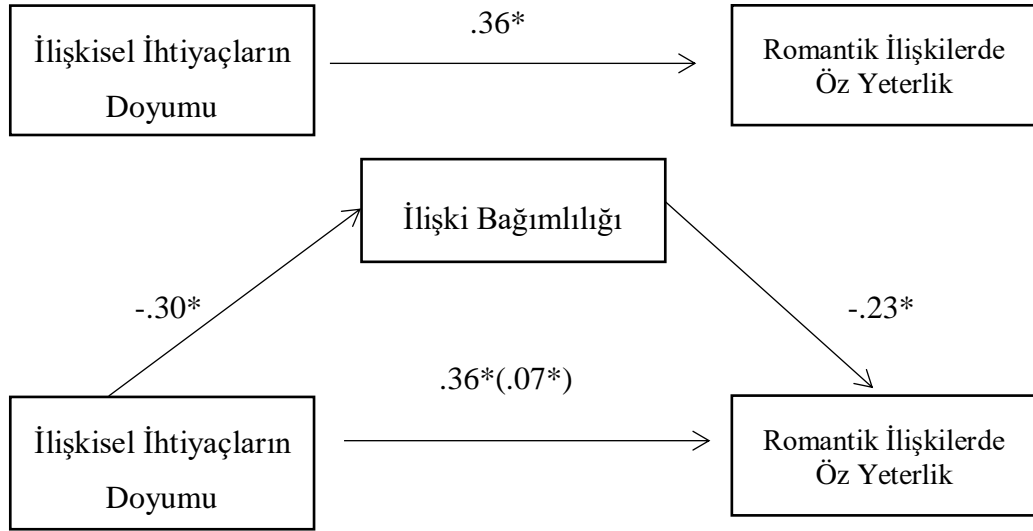 .36*
İlişkisel İhtiyaçların
Doyumu
Romantik İlişkilerde
Öz Yeterlik
İlişki Bağımlılığı
-.30*
-.23*
.36*(.07*)
İlişkisel İhtiyaçların
Doyumu
Romantik İlişkilerde
Öz Yeterlik